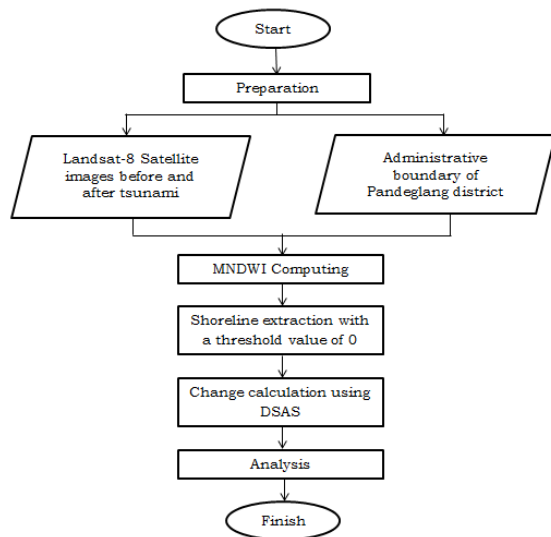 Start
Preparation
Landsat-8 Satellite
images before and
after tsunami
Administrative
boundary of
Pandeglang district
MNDWI Computing
Shoreline extraction with
a threshold value of 0
Change calculation using
DSAS
Analysis
Finish